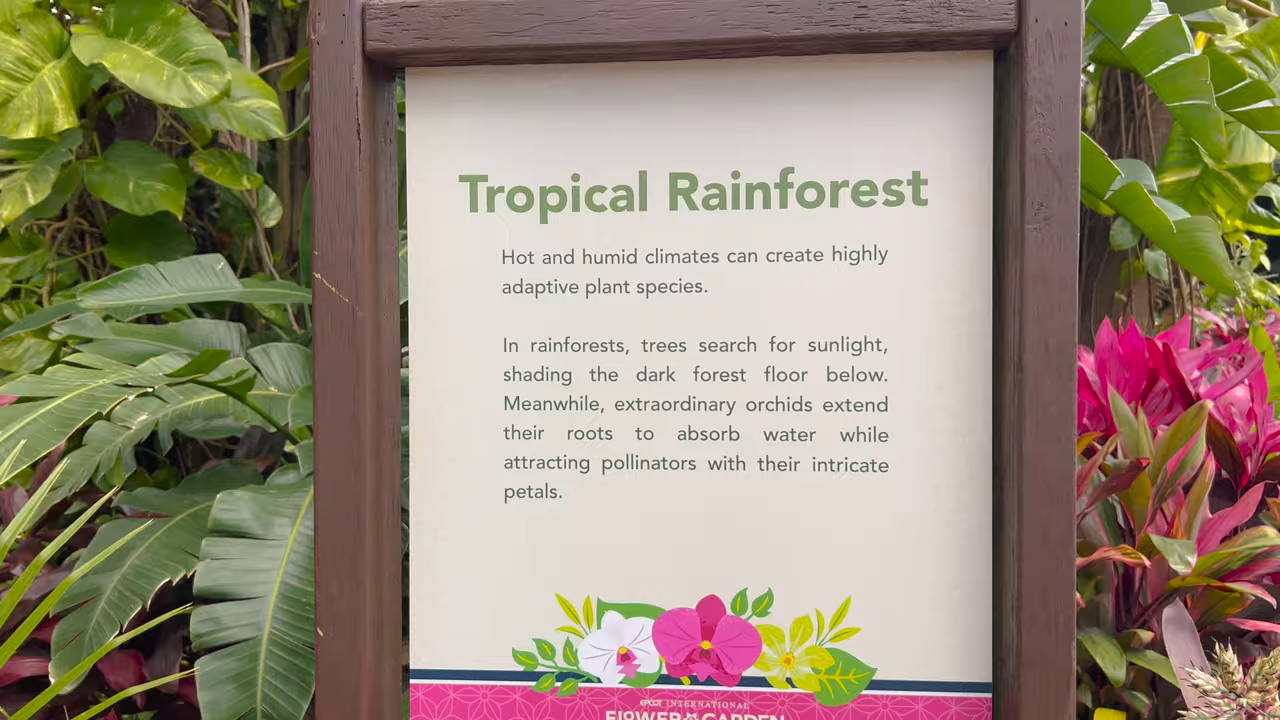 Tropical Rainforest
Hot and humid climates can create highly
adaptive plant species.
In rainforests, trees search for sunlight,
shading the dark forest floor below.
Meanwhile, extraordinary orchids extend
their roots to absorb water while
attracting pollinators with their intricate
petals.
EPCOT INTERNATIONAL
FLOWER & GARDEN